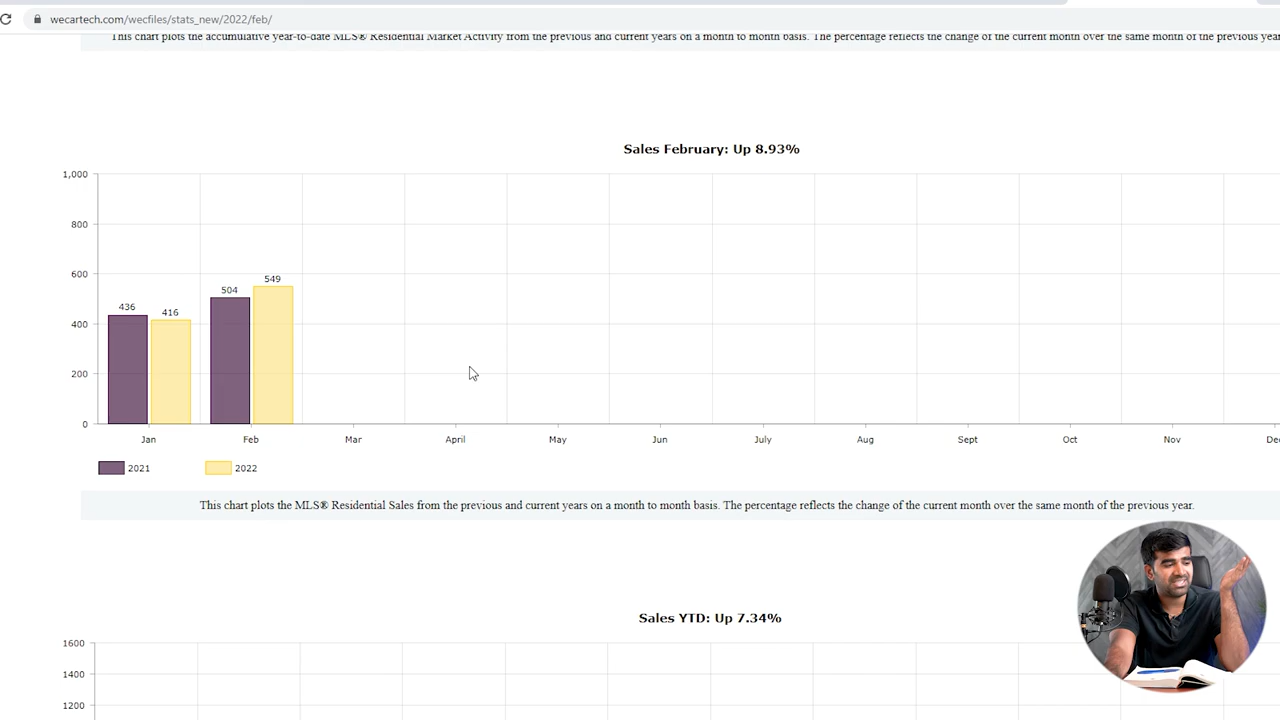 wecartech.com/wecfiles/stats_new/2022/feb/
This chart plots the accumulative year-to-date MLS® Residential Market Activity from the previous and current years on a month to month basis. The percentage reflects the change of the current month over the same month of the previous year
Sales February: Up 8.93%
1,000
800
600
400
200
0
436
416
504
549
Jan
Feb
Mar
April
May
Jun
July
Aug
Sept
Oct
Nov
De
2021
2022
This chart plots the MLS® Residential Sales from the previous and current years on a month to month basis. The percentage reflects the change of the current month over the same month of the previous year.
Sales YTD: Up 7.34%
1600
1400
1200